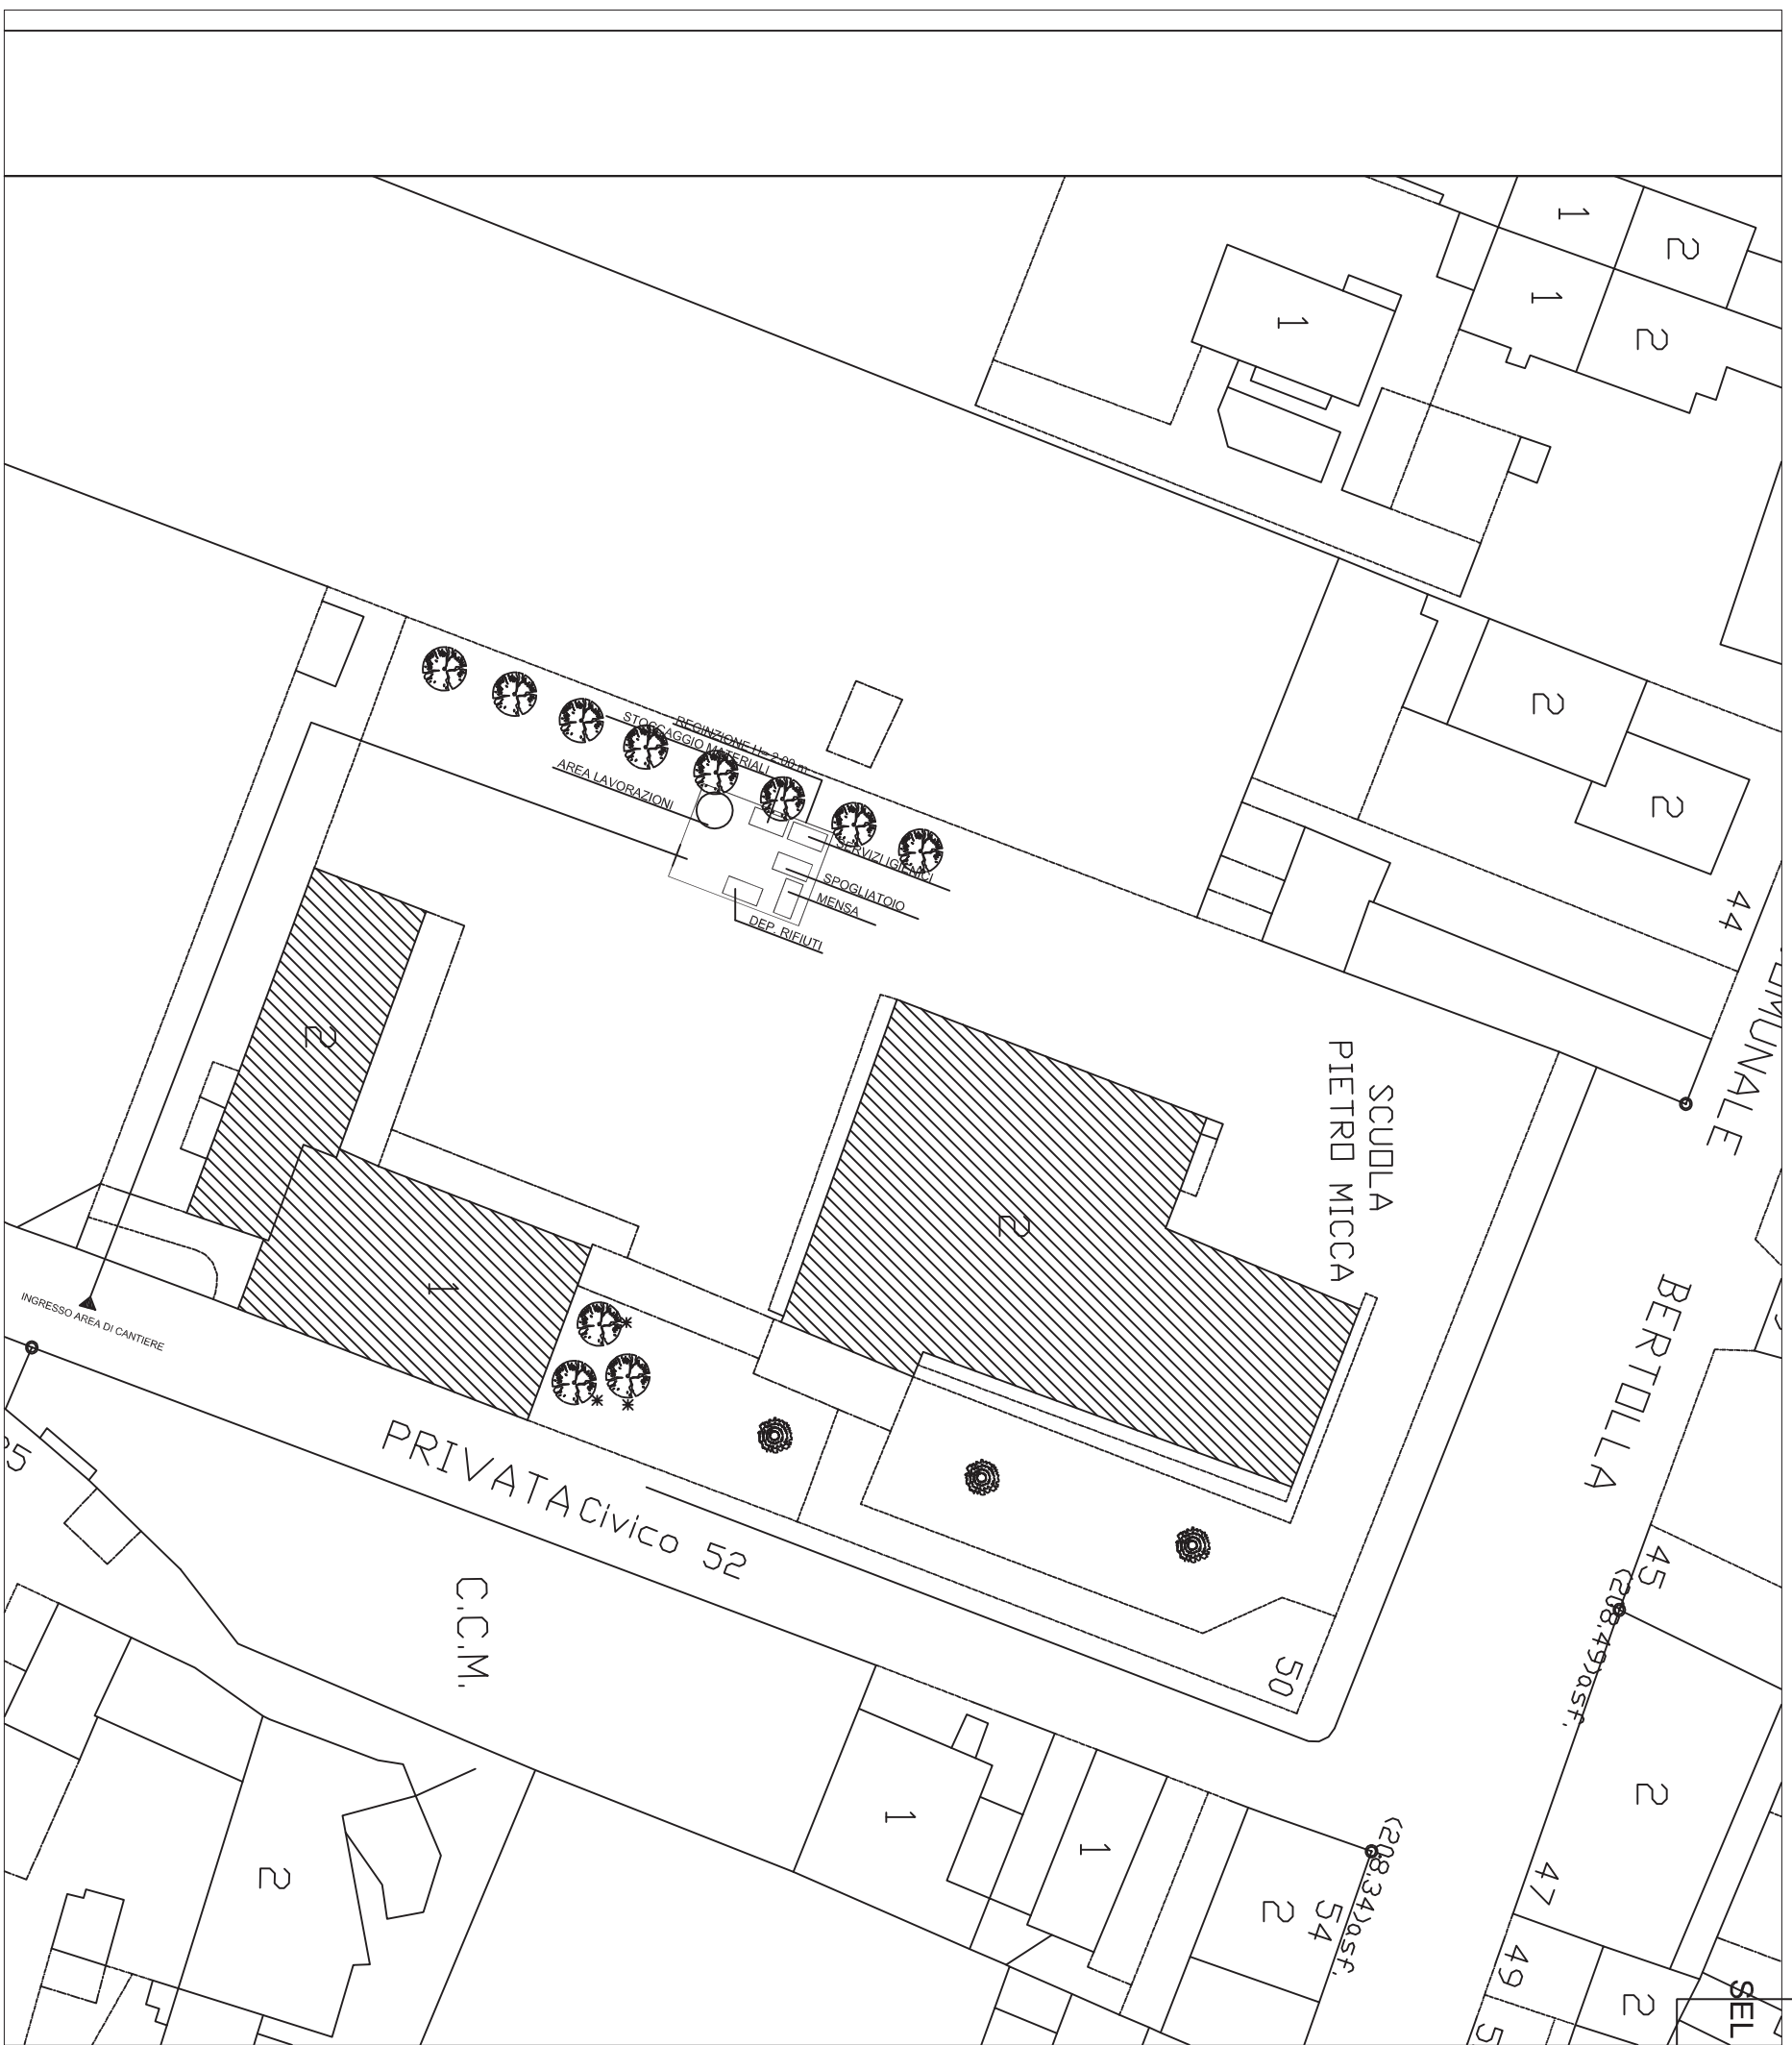 1
2
1
2
1
2
2
44
RECINZIONE H= 2.00 m
STOCCAGGIO MATERIALI
AREA LAVORAZIONI
SERVIZI IGIENICI
SPOGLIATOIO
MENSA
DEP. RIFIUTI
2
2
1
SCUOLA
PIETRO MICCA
MUNALE
BERTOLLA
INGRESSO AREA DI CANTIERE
PRIVATA Civico 52
C.C.M.
50
45
(208.49)asf.
2
47
49
2
1
1
2
54
(208.34)asf.
2
SEL